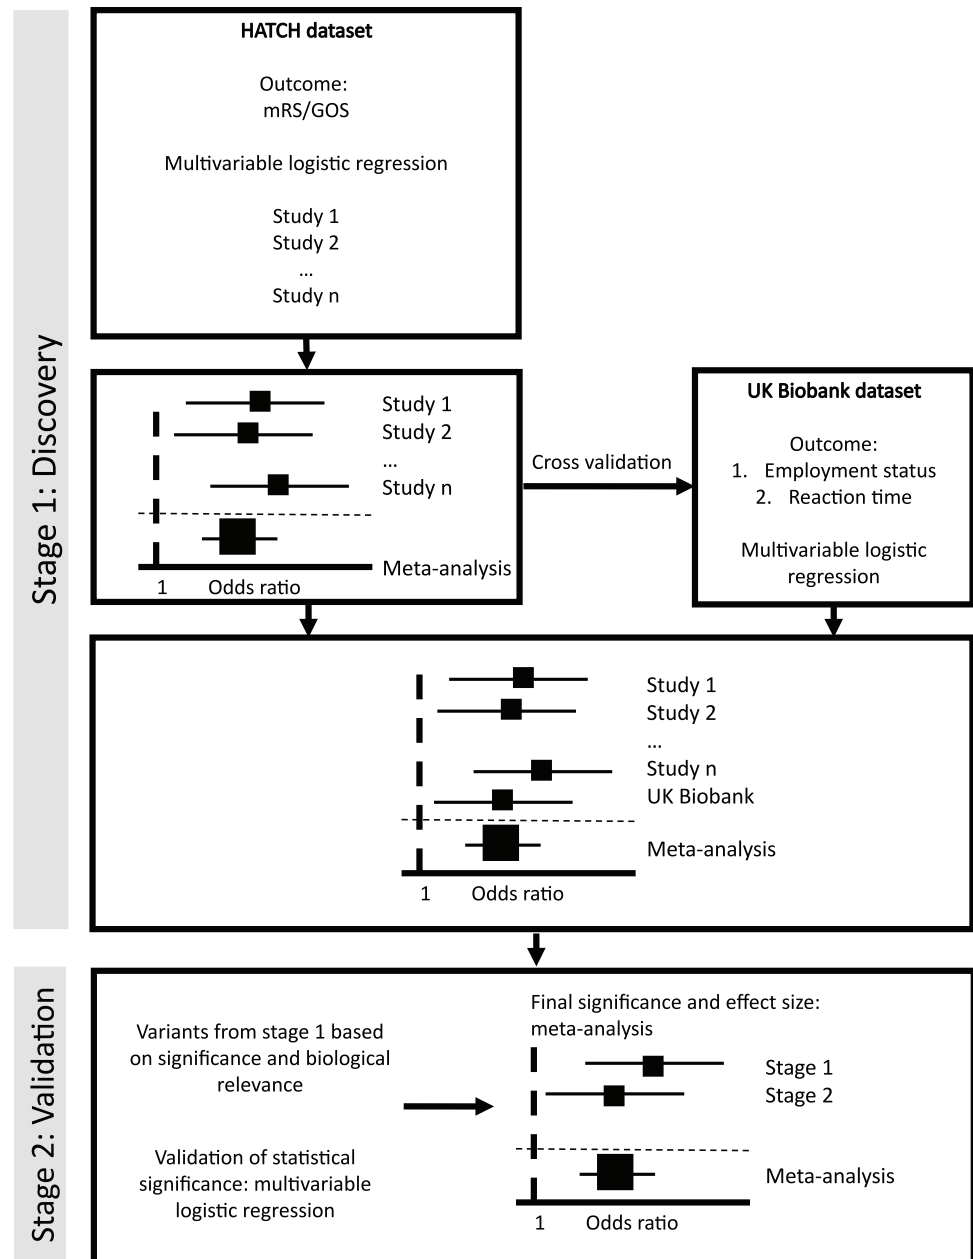 Stage 1: Discovery
HATCH dataset
Outcome:
mRS/GOS
Multivariable logistic regression
Study 1
Study 2
...
Study n
Study 1
Study 2
...
Study n
Meta-analysis
1
Odds ratio
Cross validation
UK Biobank dataset
Outcome:
1. Employment status
2. Reaction time
Multivariable logistic
regression
Study 1
Study 2
...
Study n
UK Biobank
Meta-analysis
1
Odds ratio
Stage 2: Validation
Variants from stage 1 based
on significance and biological
relevance
Validation of statistical
significance: multivariable
logistic regression
Final significance and effect size:
meta-analysis
Stage 1
Stage 2
Meta-analysis
1
Odds ratio